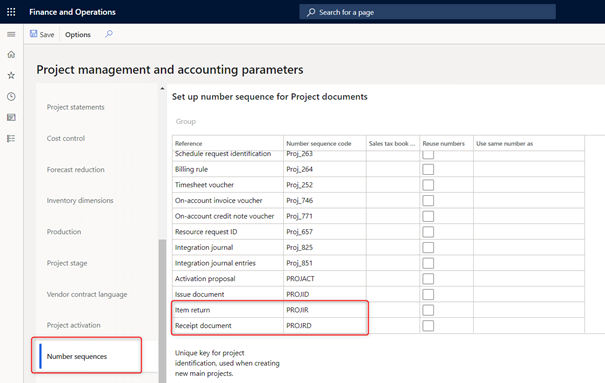 Finance and Operations
Search for a page
Save Options
Project management and accounting parameters
Project statements
Cost control
Forecast reduction
Inventory dimensions
Production
Project stage
Vendor contract language
Project activation
Number sequences
Set up number sequence for Project documents
Group
Reference Number sequence code Sales tax book ... Reuse numbers Use same number as
Schedule request identification Proj_263
Billing rule Proj_264
Timesheet voucher Proj_252
On-account invoice voucher Proj_746
On-account credit note voucher Proj_771
Resource request ID Proj_657
Integration journal Proj_825
Integration journal entries Proj_851
Activation proposal PROJACT
Issue document PROJID
Item return PROJIR
Receipt document PROJRD
Unique key for project
identification, used when creating
new main projects.